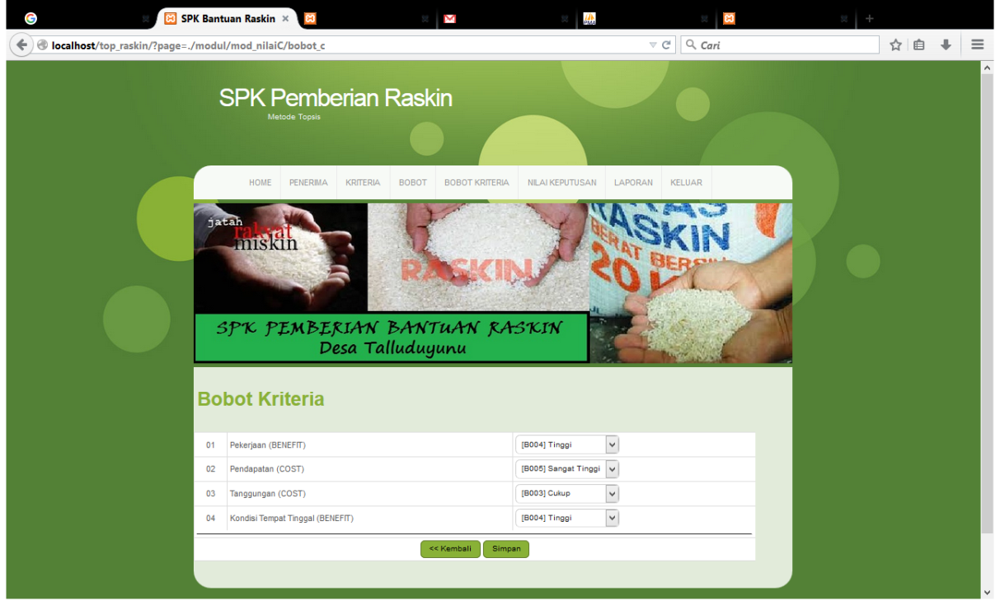 SPK Bantuan Raskin
localhost/top_raskin/?page=./modul/mod_nilaiC/bobot_c
Cari
SPK Pemberian Raskin
Metode Topsis
HOME PENERIMA KRITERIA BOBOT BOBOT KRITERIA NILAI KEPUTUSAN LAPORAN KELUAR
jatah
rakyat
miskin
RASKIN
RASKIN
BERAT BERSIH
20
SPK PEMBERIAN BANTUAN RASKIN
Desa Talluduyunu
Bobot Kriteria
01 Pekerjaan (BENEFIT) [B004] Tinggi
02 Pendapatan (COST) [B005] Sangat Tinggi
03 Tanggungan (COST) [B003] Cukup
04 Kondisi Tempat Tinggal (BENEFIT) [B004] Tinggi
<< Kembali Simpan